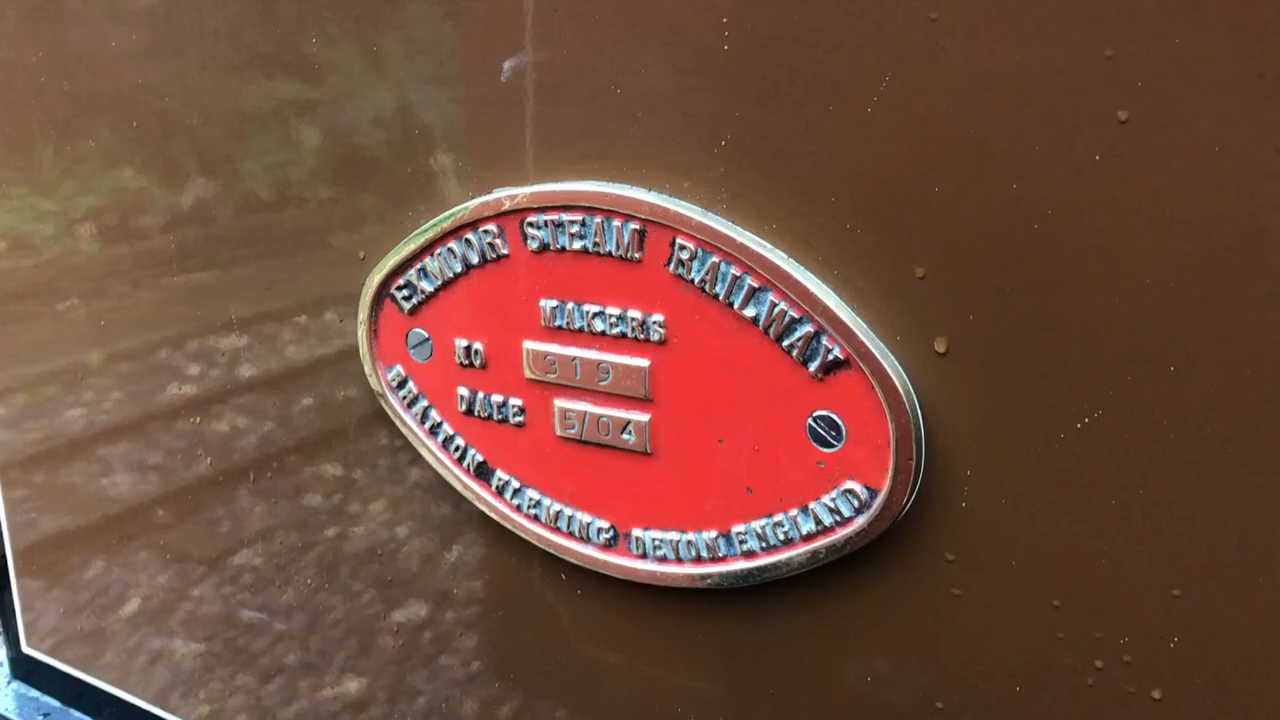 EXMOOR STEAM RAILWAY
MAKERS
NO 319
DATE 5/04
BRATTON FLEMING DEVON ENGLAND